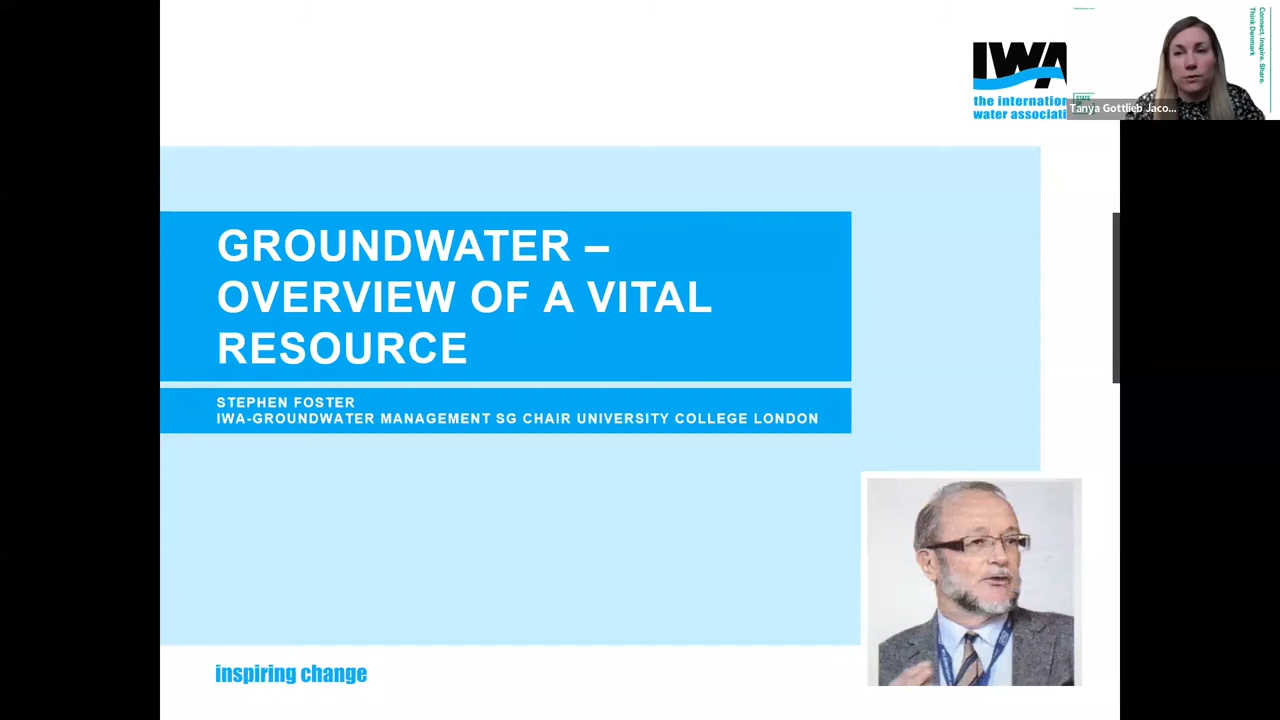 IWA
the internation
water associati
Connect. Inspire. Share.
Think Denmark
STATE
Tanya Gottlieb Jaco...
GROUNDWATER –
OVERVIEW OF A VITAL
RESOURCE
STEPHEN FOSTER
IWA-GROUNDWATER MANAGEMENT SG CHAIR UNIVERSITY COLLEGE LONDON
inspiring change